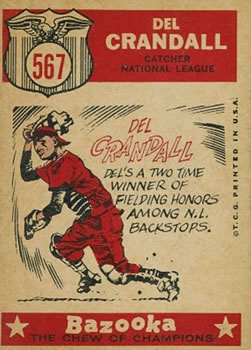 567
DEL
CRANDALL
CATCHER
NATIONAL LEAGUE
DEL
CRANDALL
DEL'S A TWO TIME
WINNER OF
FIELDING HONORS
AMONG N.L.
BACKSTOPS.
© T.C.G. PRINTED IN U.S.A.
Bazooka
THE CHEW OF CHAMPIONS